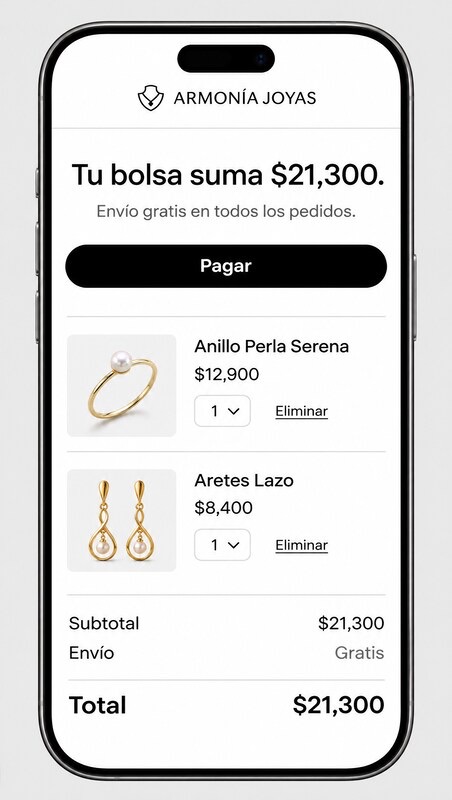 ARMONÍA JOYAS
Tu bolsa suma $21,300.
Envío gratis en todos los pedidos.
Pagar
Anillo Perla Serena
$12,900
1 Eliminar
Aretes Lazo
$8,400
1 Eliminar
Subtotal $21,300
Envío Gratis
Total $21,300